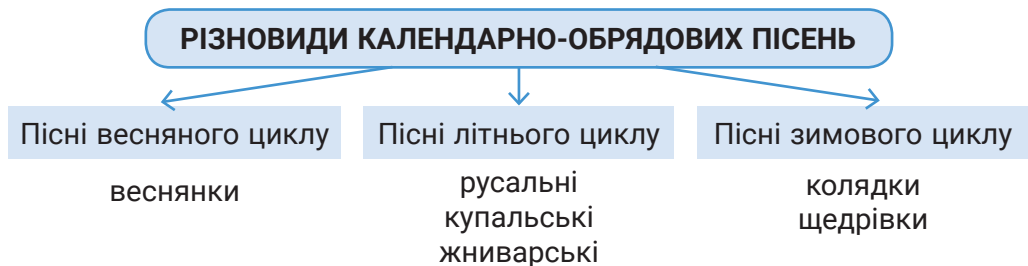 РІЗНОВИДИ КАЛЕНДАРНО-ОБРЯДОВИХ ПІСЕНЬ
Пісні весняного циклу
веснянки
Пісні літнього циклу
русальні
купальські
жниварські
Пісні зимового циклу
колядки
щедрівки